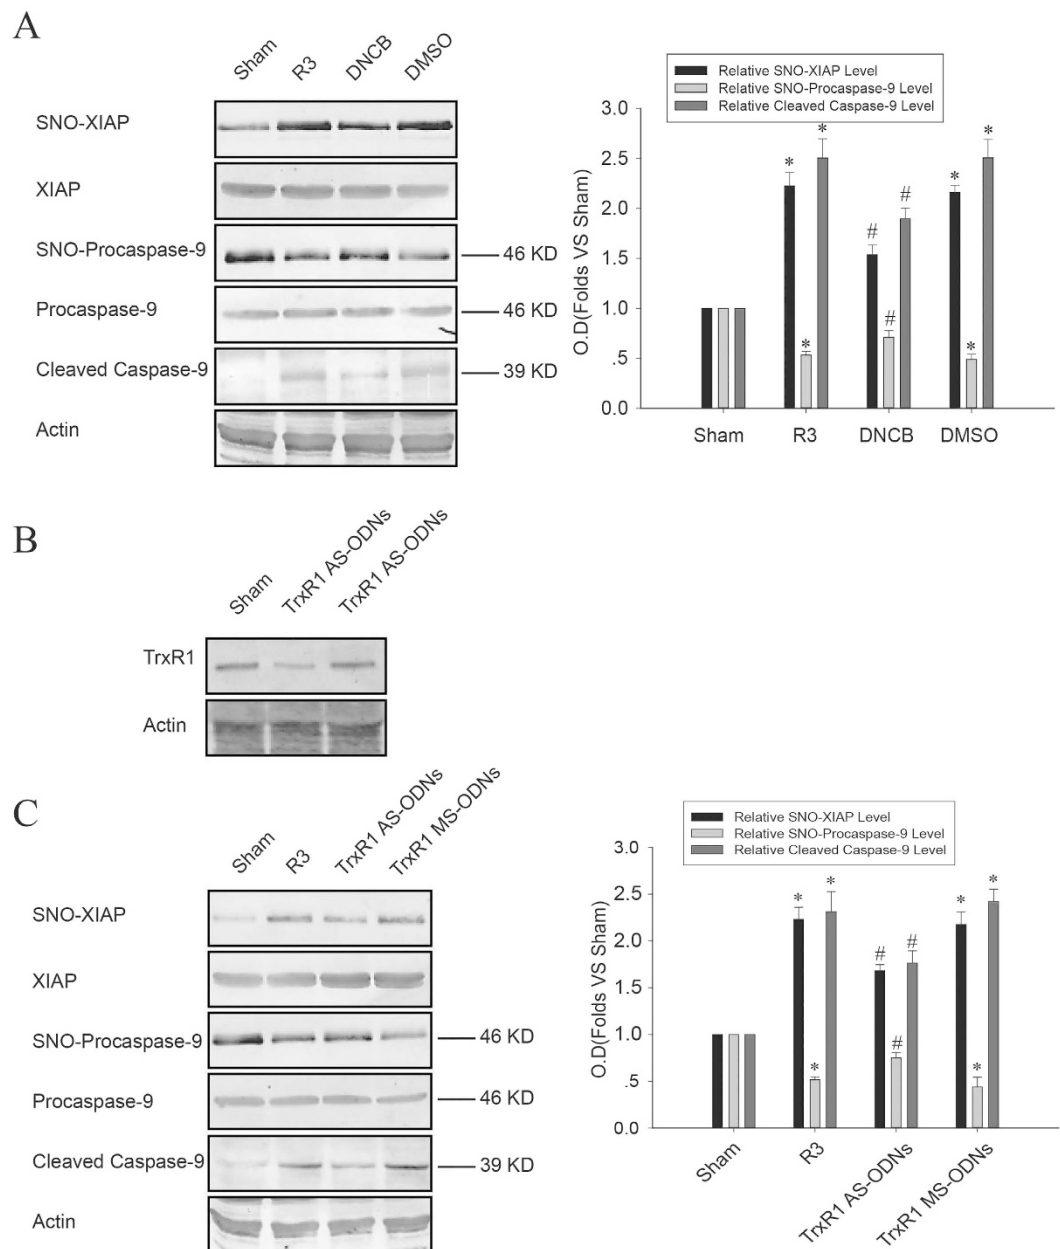 A
Sham R3 DNCB DMSO
SNO-XIAP
XIAP
SNO-Procaspase-9 46 KD
Procaspase-9 46 KD
Cleaved Caspase-9 39 KD
Actin
Relative SNO-XIAP Level
Relative SNO-Procaspase-9 Level
Relative Cleaved Caspase-9 Level
O.D(Folds VS Sham)
3.0
2.5
2.0
1.0
.5
0.0
* * *
# # #
* * *
Sham R3 DNCB DMSO
B
Sham TrxR1 AS-ODNs TrxR1 AS-ODNs
TrxR1
Actin
C
Sham R3 TrxR1 AS-ODNs TrxR1 MS-ODNs
SNO-XIAP
XIAP
SNO-Procaspase-9 46 KD
Procaspase-9 46 KD
Cleaved Caspase-9 39 KD
Actin
Relative SNO-XIAP Level
Relative SNO-Procaspase-9 Level
Relative Cleaved Caspase-9 Level
O.D(Folds VS Sham)
3.0
2.5
2.0
1.0
.5
0.0
* * *
# # #
* * *
Sham R3 TrxR1 AS-ODNs TrxR1 MS-ODNs